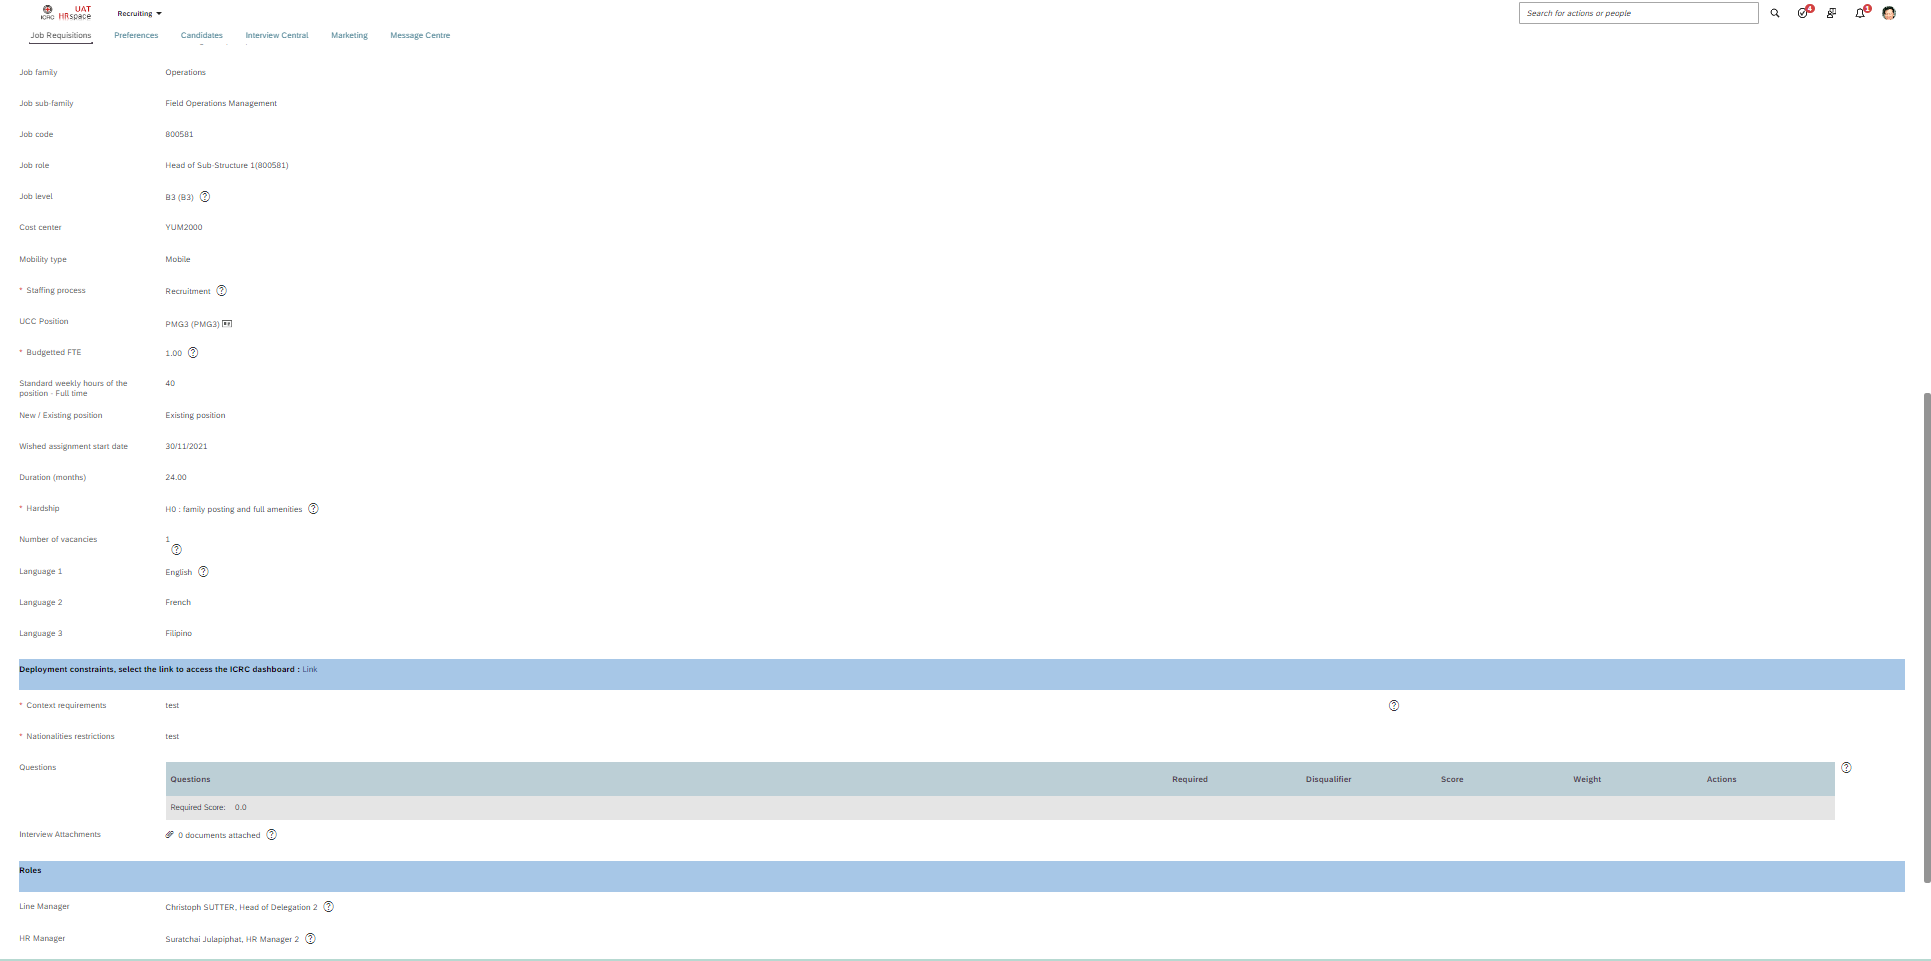 ICRC
UAT
HRspace
Recruiting
Search for actions or people
4
1
Job Requisitions
Preferences
Candidates
Interview Central
Marketing
Message Centre
Job family
Operations
Job sub-family
Field Operations Management
Job code
800581
Job role
Head of Sub-Structure 1(800581)
Job level
B3 (B3)
Cost center
YUM2000
Mobility type
Mobile
* Staffing process
Recruitment
UCC Position
PMG3 (PMG3)
* Budgetted FTE
1.00
Standard weekly hours of the
position - Full time
40
New / Existing position
Existing position
Wished assignment start date
30/11/2021
Duration (months)
24.00
* Hardship
H0 : family posting and full amenities
Number of vacancies
1
Language 1
English
Language 2
French
Language 3
Filipino
Deployment constraints, select the link to access the ICRC dashboard : Link
* Context requirements
test
* Nationalities restrictions
test
Questions
Questions
Required
Disqualifier
Score
Weight
Actions
Required Score: 0.0
Interview Attachments
0 documents attached
Roles
Line Manager
Christoph SUTTER, Head of Delegation 2
HR Manager
Suratchai Julapiphat, HR Manager 2